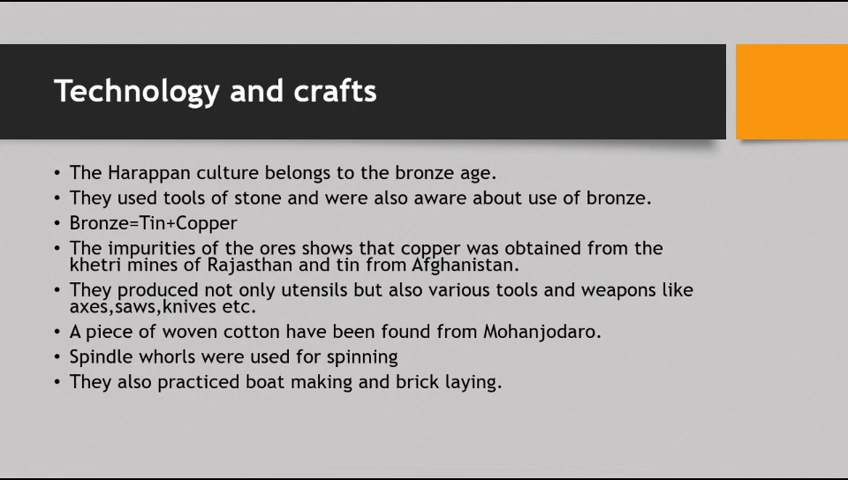 Technology and crafts
• The Harappan culture belongs to the bronze age.
• They used tools of stone and were also aware about use of bronze.
• Bronze=Tin+Copper
• The impurities of the ores shows that copper was obtained from the
khetri mines of Rajasthan and tin from Afghanistan.
• They produced not only utensils but also various tools and weapons like
axes,saws,knives etc.
• A piece of woven cotton have been found from Mohanjodaro.
• Spindle whorls were used for spinning
• They also practiced boat making and brick laying.